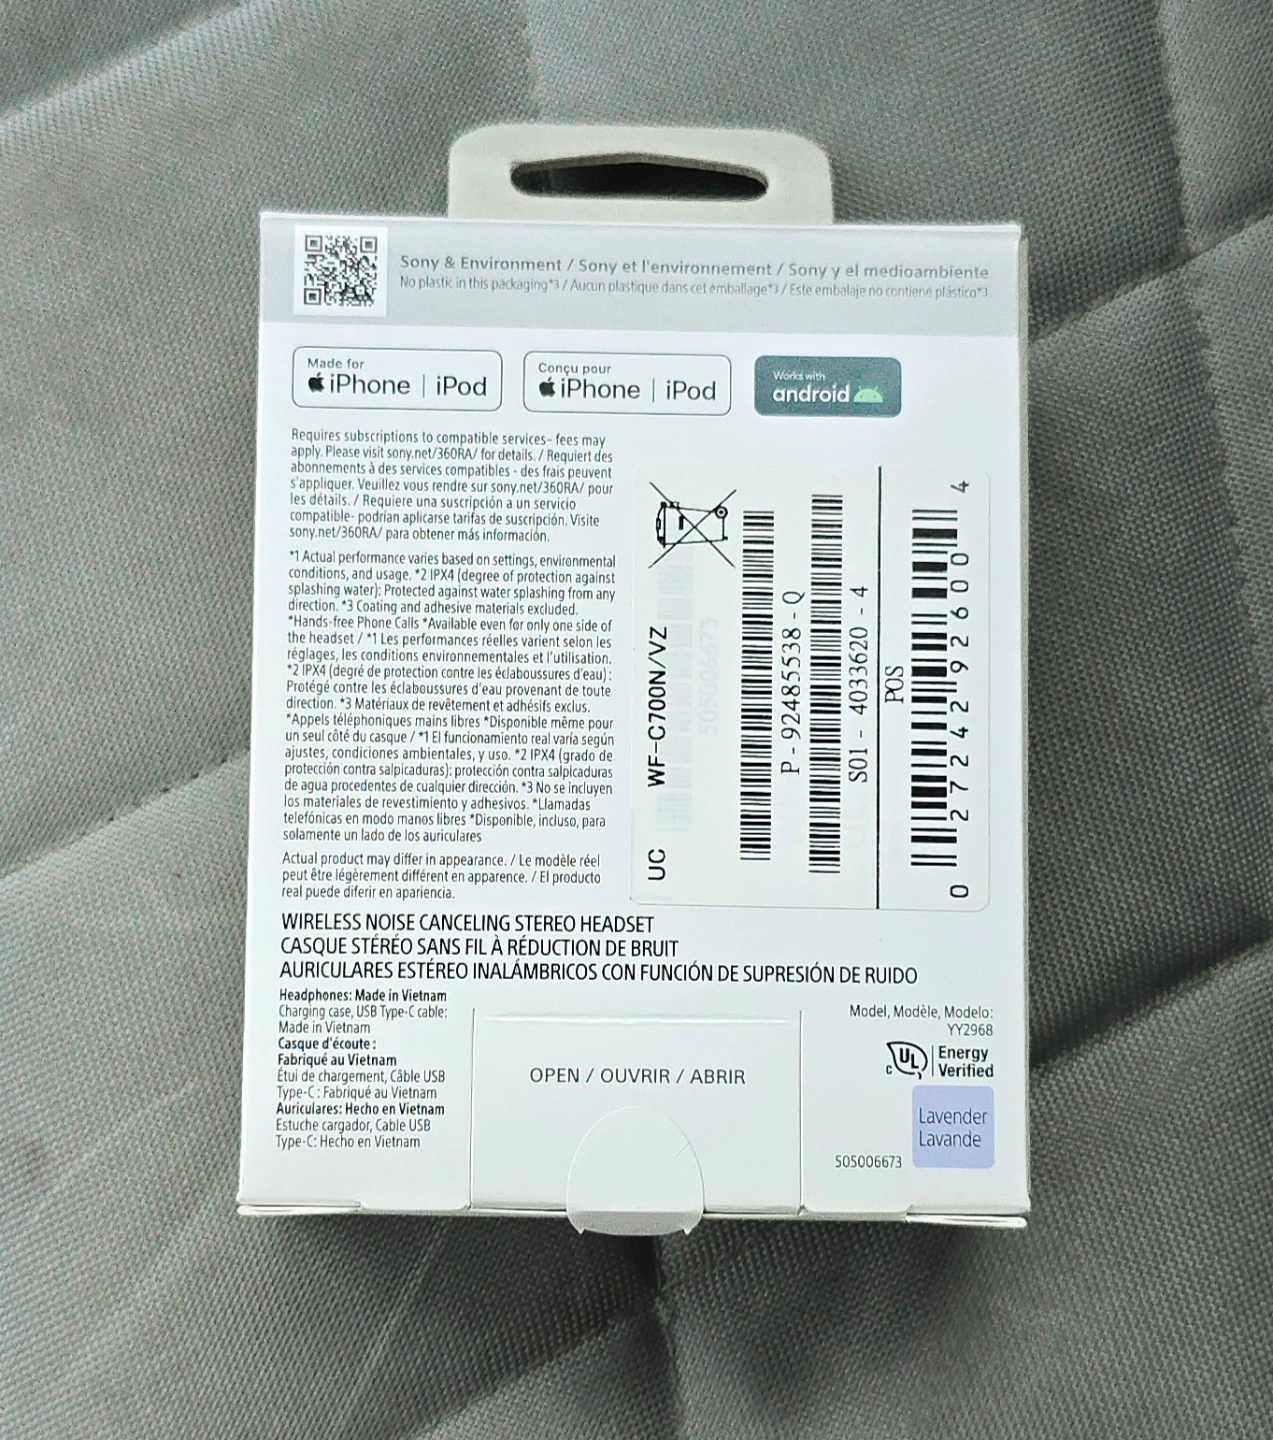 Sony & Environment / Sony et l'environnement / Sony y el medioambiente
No plastic in this packaging*3 / Aucun plastique dans cet emballage*3 / Este embalaje no contiene plástico*3
Made for
iPhone | iPod
Conçu pour
iPhone | iPod
Works with
android
Requires subscriptions to compatible services– fees may
apply. Please visit sony.net/360RA/ for details. / Requiert des
abonnements à des services compatibles - des frais peuvent
s'appliquer. Veuillez vous rendre sur sony.net/360RA/ pour
les détails. / Requiere una suscripción a un servicio
compatible- podrían aplicarse tarifas de suscripción. Visite
sony.net/360RA/ para obtener más información.
*1 Actual performance varies based on settings, environmental
conditions, and usage. *2 IPX4 (degree of protection against
splashing water): Protected against water splashing from any
direction. *3 Coating and adhesive materials excluded.
*Hands-free Phone Calls *Available even for only one side of
the headset / *1 Les performances réelles varient selon les
réglages, les conditions environnementales et l'utilisation.
*2 IPX4 (degré de protection contre les éclaboussures d'eau) :
Protégé contre les éclaboussures d'eau provenant de toute
direction. *3 Matériaux de revêtement et adhésifs exclus.
*Appels téléphoniques mains libres *Disponible même pour
un seul côté du casque / *1 El funcionamiento real varía según
ajustes, condiciones ambientales, y uso. *2 IPX4 (grado de
protección contra salpicaduras): protección contra salpicaduras
de agua procedentes de cualquier dirección. *3 No se incluyen
los materiales de revestimiento y adhesivos. *Llamadas
telefónicas en modo manos libres *Disponible, incluso, para
solamente un lado de los auriculares
Actual product may differ in appearance. / Le modèle réel
peut être légèrement différent en apparence. / El producto
real puede diferir en apariencia.
UC WF-C700N/VZ
505006673
P - 92485538 - Q
S01 - 4033620 - 4
POS
0 27242 92600 4
WIRELESS NOISE CANCELING STEREO HEADSET
CASQUE STÉRÉO SANS FIL À RÉDUCTION DE BRUIT
AURICULARES ESTÉREO INALÁMBRICOS CON FUNCIÓN DE SUPRESIÓN DE RUIDO
Headphones: Made in Vietnam
Charging case, USB Type-C cable:
Made in Vietnam
Casque d'écoute :
Fabriqué au Vietnam
Étui de chargement, Câble USB
Type-C : Fabriqué au Vietnam
Auriculares: Hecho en Vietnam
Estuche cargador, Cable USB
Type-C: Hecho en Vietnam
OPEN / OUVRIR / ABRIR
Model, Modèle, Modelo:
YY2968
c UL Energy
Verified
Lavender
Lavande
505006673